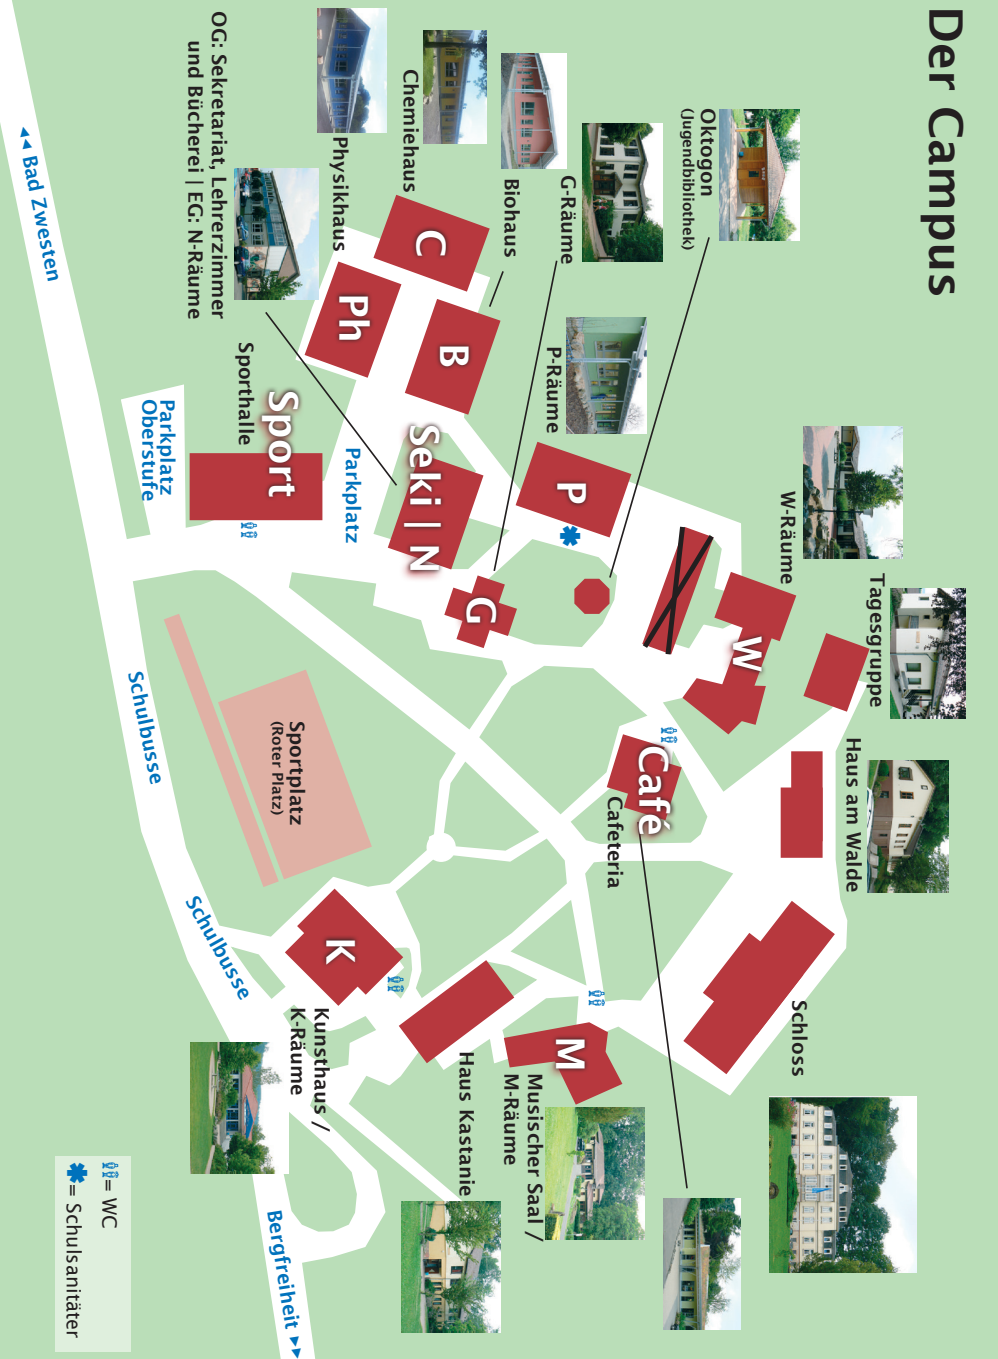 Der Campus
OG: Sekretariat, Lehrerzimmer
und Bücherei | EG: N-Räume
Physikhaus
Chemiehaus
Biohaus
G-Räume
Oktogon
(Jugendbibliothek)
P-Räume
W-Räume
Tagesgruppe
Haus am Walde
Schloss
C
Ph
B
Seki | N
P
G
W
Café
Cafeteria
Sport
Sporthalle
Parkplatz
Parkplatz
Oberstufe
◄◄ Bad Zwesten
Schulbusse
Schulbusse
Sportplatz
(Roter Platz)
K
Kunsthaus /
K-Räume
Haus Kastanie
M
Musischer Saal /
M-Räume
Bergfreiheit ►►
= WC
= Schulsanitäter